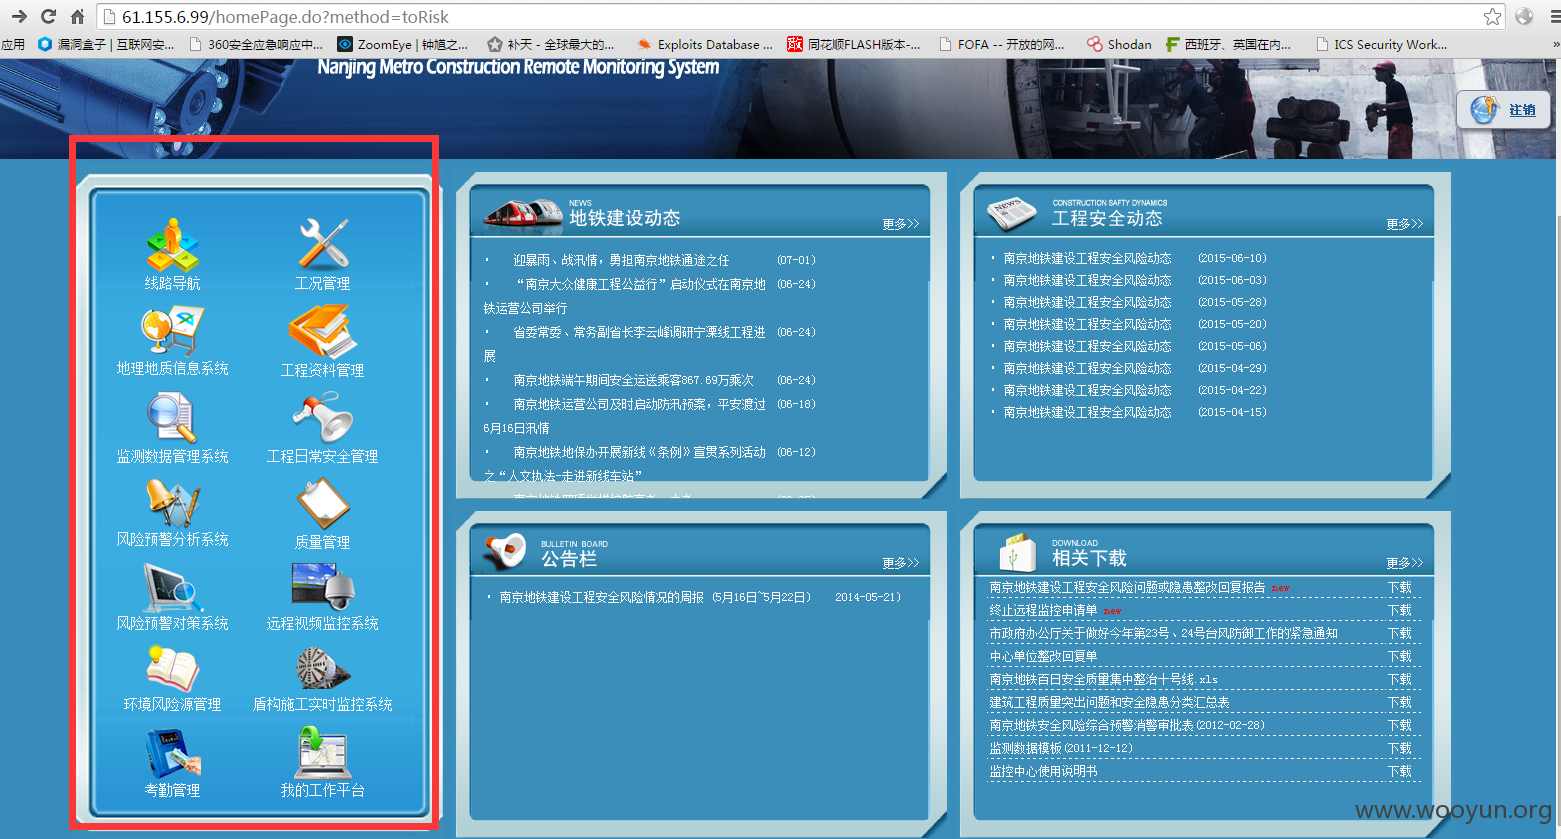 61.155.6.99/homePage.do?method=toRisk
应用 漏洞盒子 | 互联网安... 360安全应急响应中... ZoomEye | 钟馗之... 补天 - 全球最大的... Exploits Database ... 同花顺FLASH版本-... FOFA -- 开放的网... Shodan 西班牙、英国在内... ICS Security Work... »
Nanjing Metro Construction Remote Monitoring System
注销
线路导航 工况管理
地理地质信息系统 工程资料管理
监测数据管理系统 工程日常安全管理
风险预警分析系统 质量管理
风险预警对策系统 远程视频监控系统
环境风险源管理 盾构施工实时监控系统
考勤管理 我的工作平台
NEWS
地铁建设动态 更多>>
· 迎暴雨、战汛情，勇担南京地铁通途之任 (07-01)
· “南京大众健康工程公益行”启动仪式在南京地 (06-24)
铁运营公司举行
· 省委常委、常务副省长李云峰调研宁溧线工程进 (06-24)
展
· 南京地铁端午期间安全运送乘客867.69万乘次 (06-24)
· 南京地铁运营公司及时启动防汛预案，平安渡过 (06-18)
6月16日汛情
· 南京地铁地保办开展新线《条例》宣贯系列活动 (06-12)
之“人文执法-走进新线车站”
CONSTRUCTION SAFTY DYNAMICS
工程安全动态 更多>>
· 南京地铁建设工程安全风险动态 (2015-06-10)
· 南京地铁建设工程安全风险动态 (2015-06-03)
· 南京地铁建设工程安全风险动态 (2015-05-28)
· 南京地铁建设工程安全风险动态 (2015-05-20)
· 南京地铁建设工程安全风险动态 (2015-05-06)
· 南京地铁建设工程安全风险动态 (2015-04-29)
· 南京地铁建设工程安全风险动态 (2015-04-22)
· 南京地铁建设工程安全风险动态 (2015-04-15)
BULLETIN BOARD
公告栏 更多>>
· 南京地铁建设工程安全风险情况的周报 (5月16日~5月22日) 2014-05-21)
DOWNLOAD
相关下载 更多>>
南京地铁建设工程安全风险问题或隐患整改回复报告 new 下载
终止远程监控申请单 new 下载
市政府办公厅关于做好今年第23号、24号台风防御工作的紧急通知 下载
中心单位整改回复单 下载
南京地铁百日安全质量集中整治十号线.xls 下载
建筑工程质量突出问题和安全隐患分类汇总表 下载
南京地铁安全风险综合预警消警审批表(2012-02-28) 下载
监测数据模板(2011-12-12) 下载
监控中心使用说明书 下载
www.wooyun.org